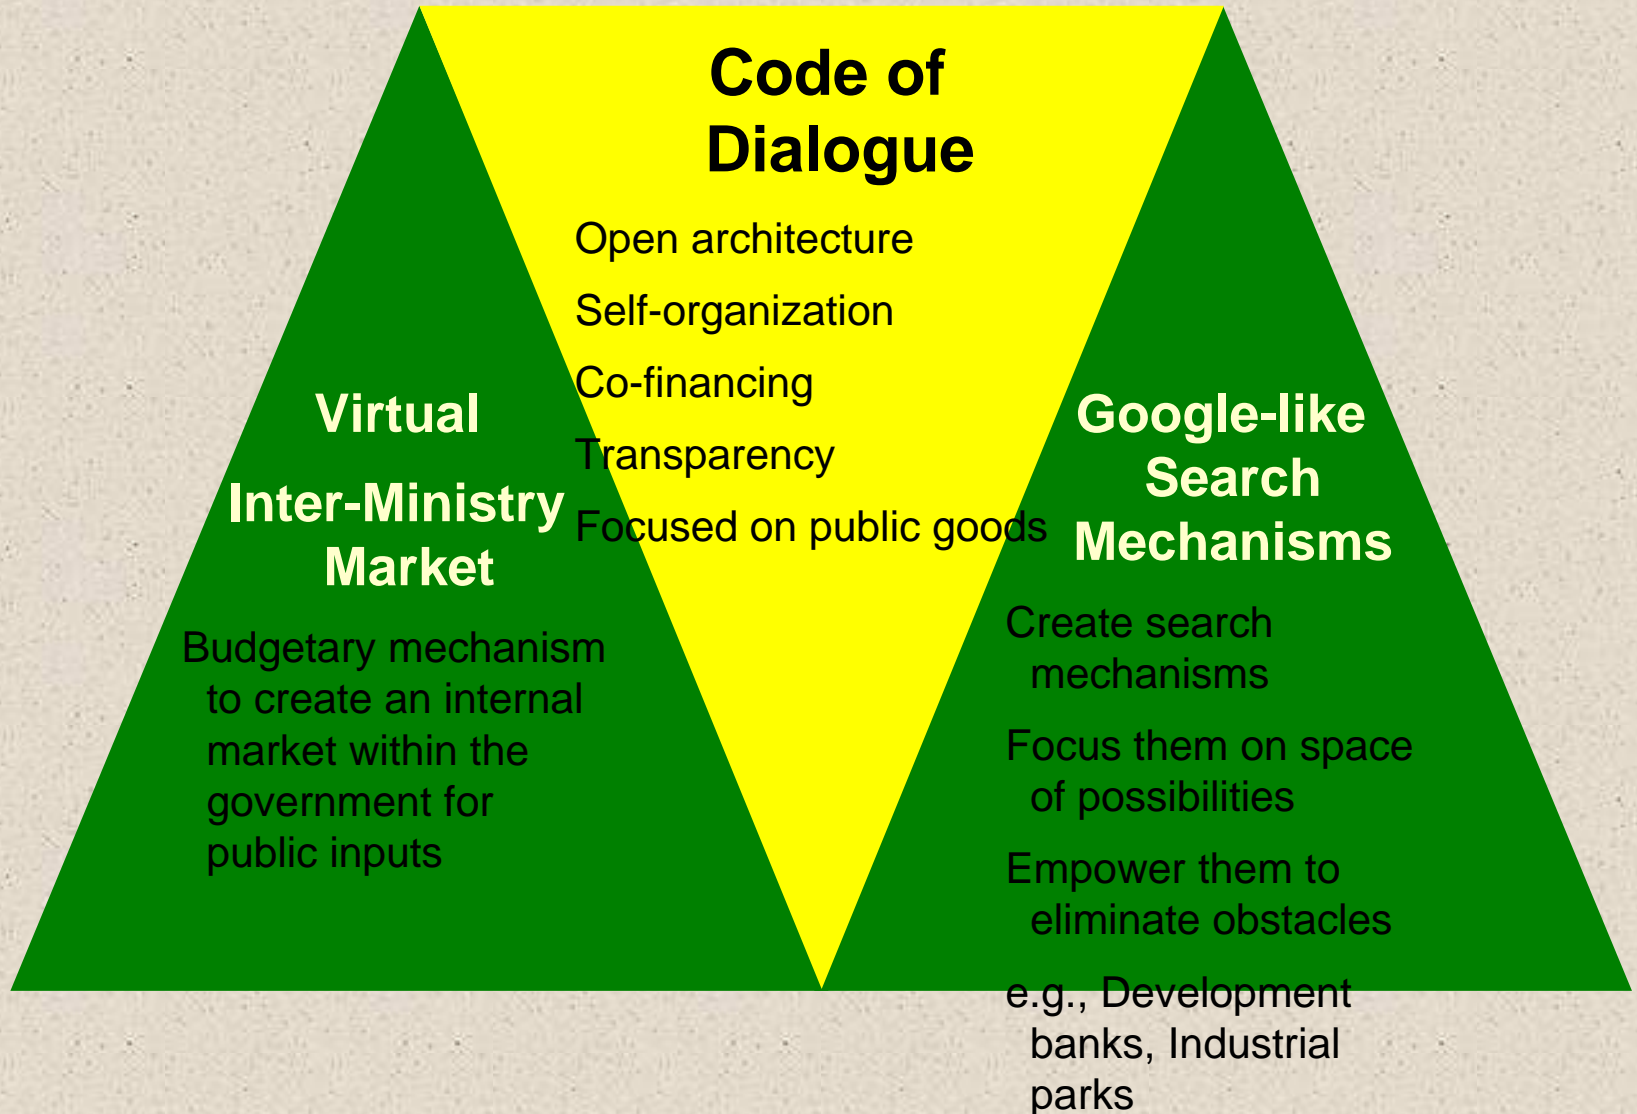 Code of
Dialogue
Open architecture
Self-organization
Co-financing
Transparency
Focused on public goods
Virtual
Inter-Ministry
Market
Budgetary mechanism
to create an internal
market within the
government for
public inputs
Google-like
Search
Mechanisms
Create search
mechanisms
Focus them on space
of possibilities
Empower them to
eliminate obstacles
e.g., Development
banks, Industrial
parks